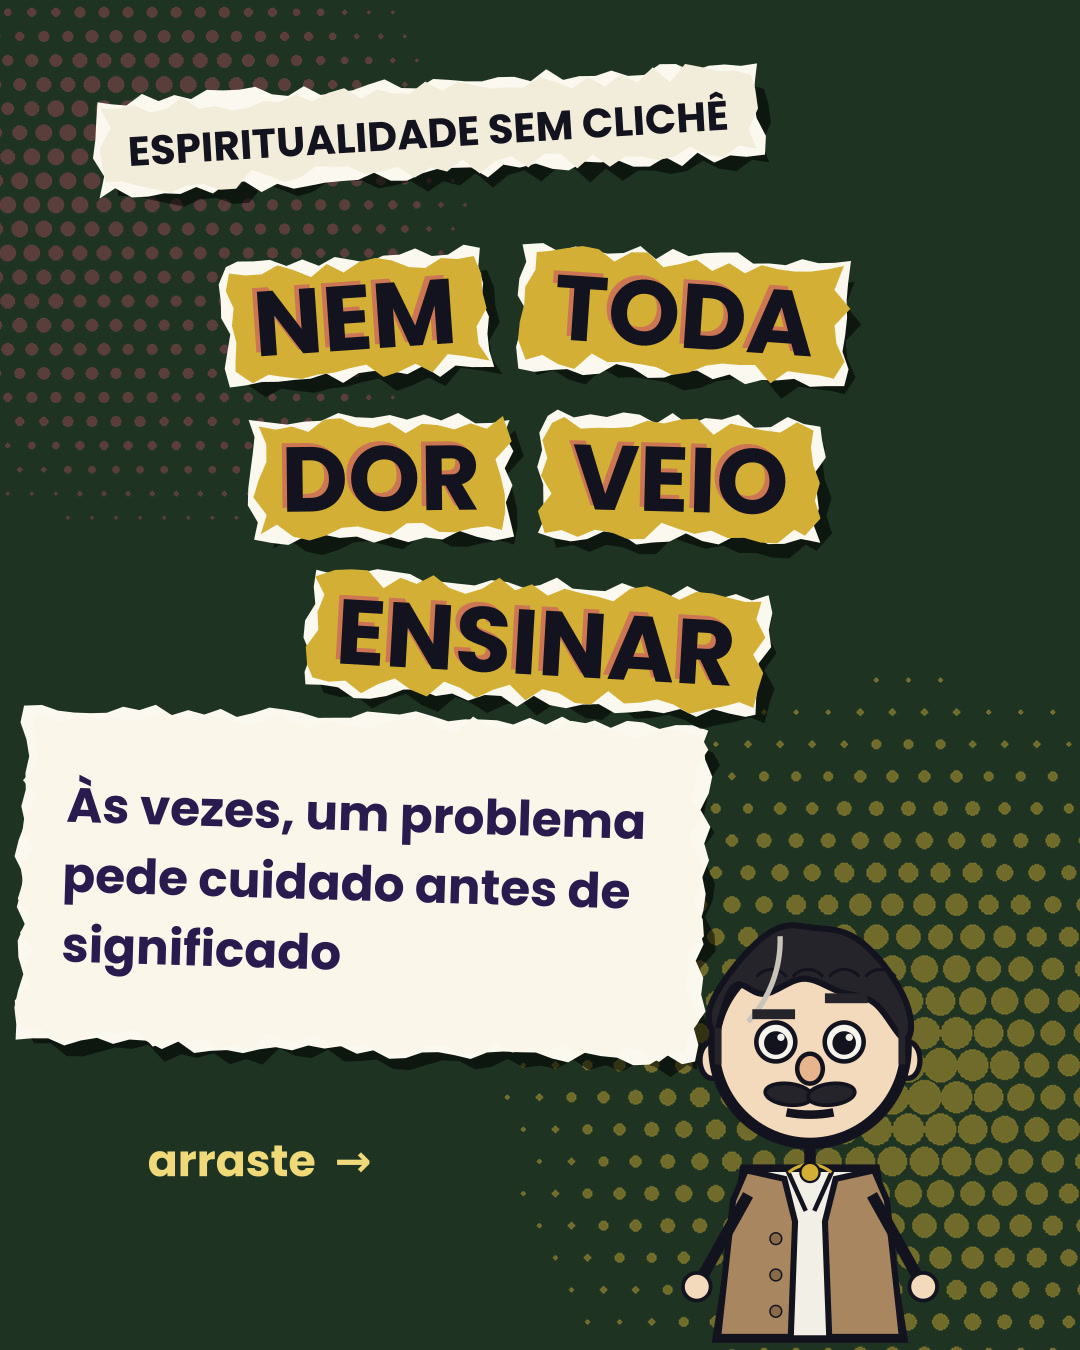 ESPIRITUALIDADE SEM CLICHÊ
NEM TODA
DOR VEIO
ENSINAR
Às vezes, um problema
pede cuidado antes de
significado
arraste →